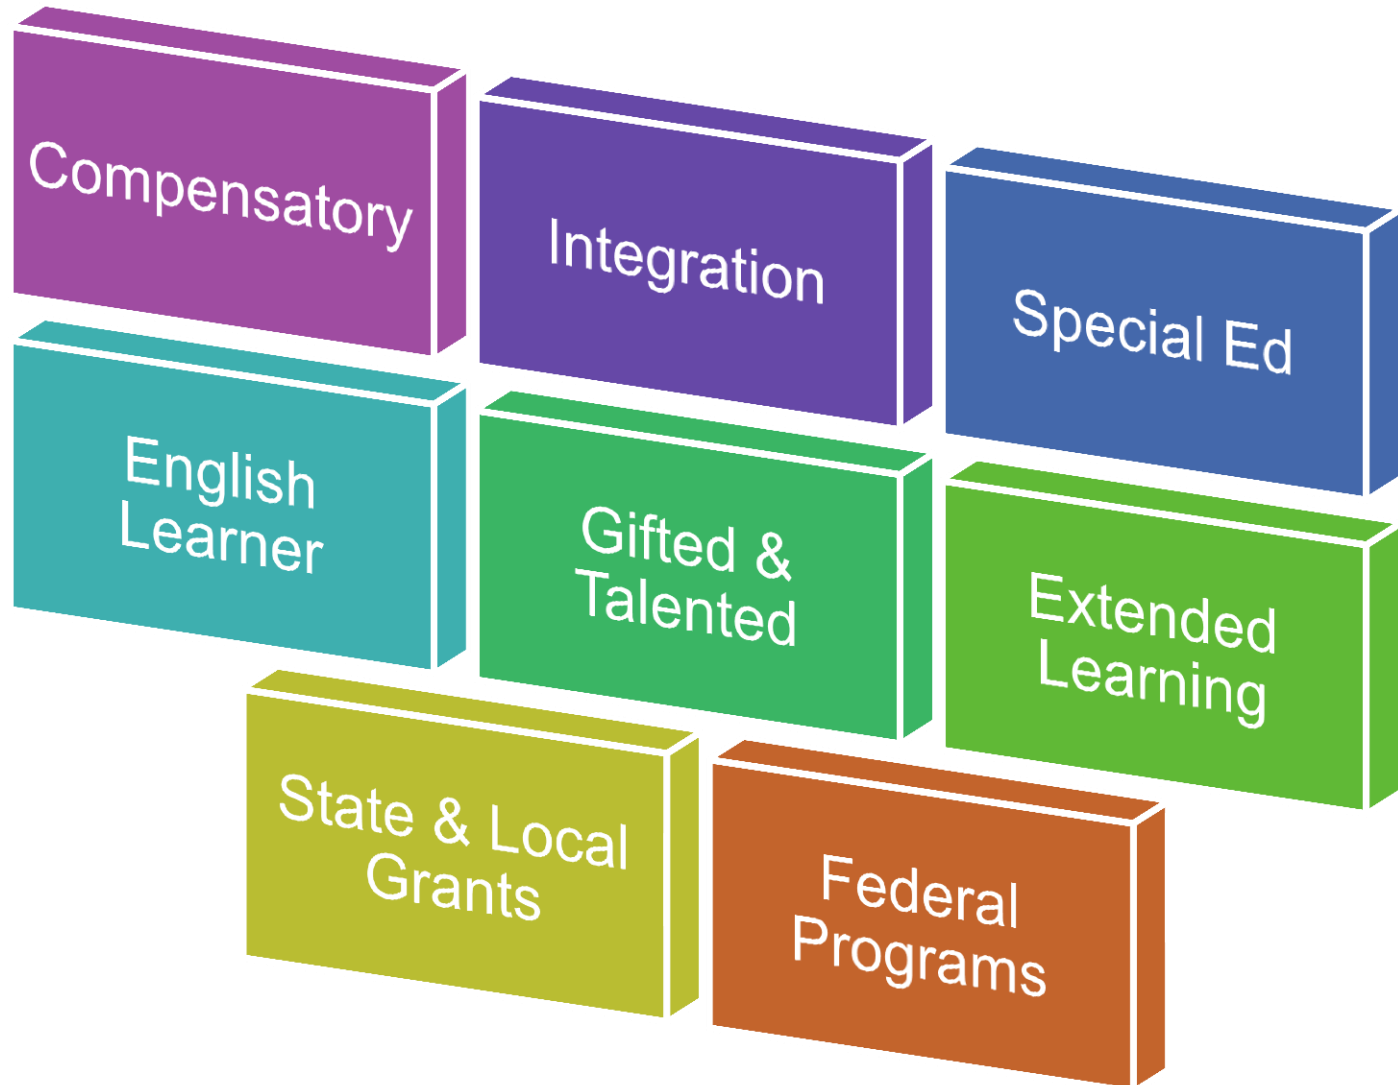 Compensatory
Integration
Special Ed
English
Learner
Gifted &
Talented
Extended
Learning
State & Local
Grants
Federal
Programs